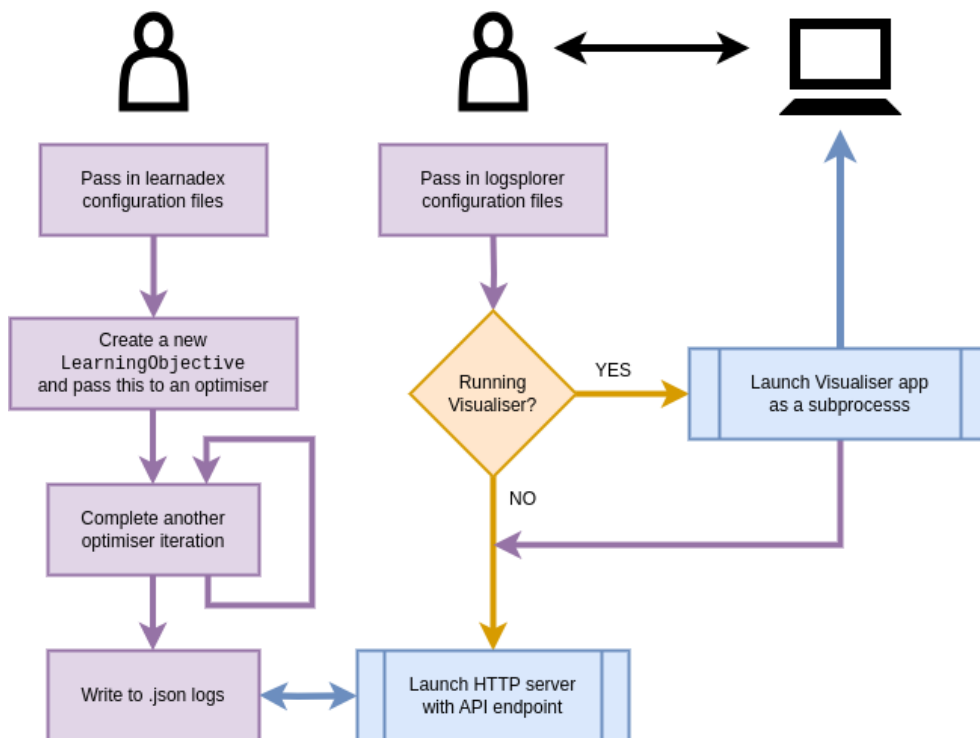 Pass in learnadex
configuration files
Pass in logsplorer
configuration files
Create a new
LearningObjective
and pass this to an optimiser
Running
Visualiser?
YES
Launch Visualiser app
as a subprocesss
NO
Complete another
optimiser iteration
Write to .json logs
Launch HTTP server
with API endpoint